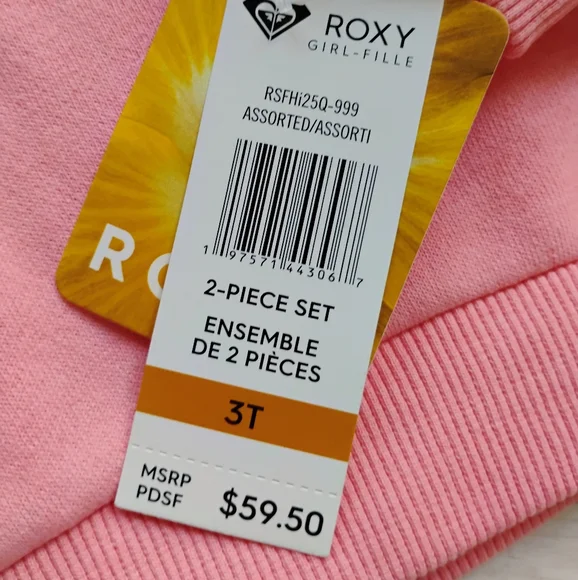 ROXY
GIRL-FILLE
RSFHi25Q-999
ASSORTED/ASSORTI
1 97571 44306 7
2-PIECE SET
ENSEMBLE
DE 2 PIÈCES
3T
MSRP
PDSF
$59.50